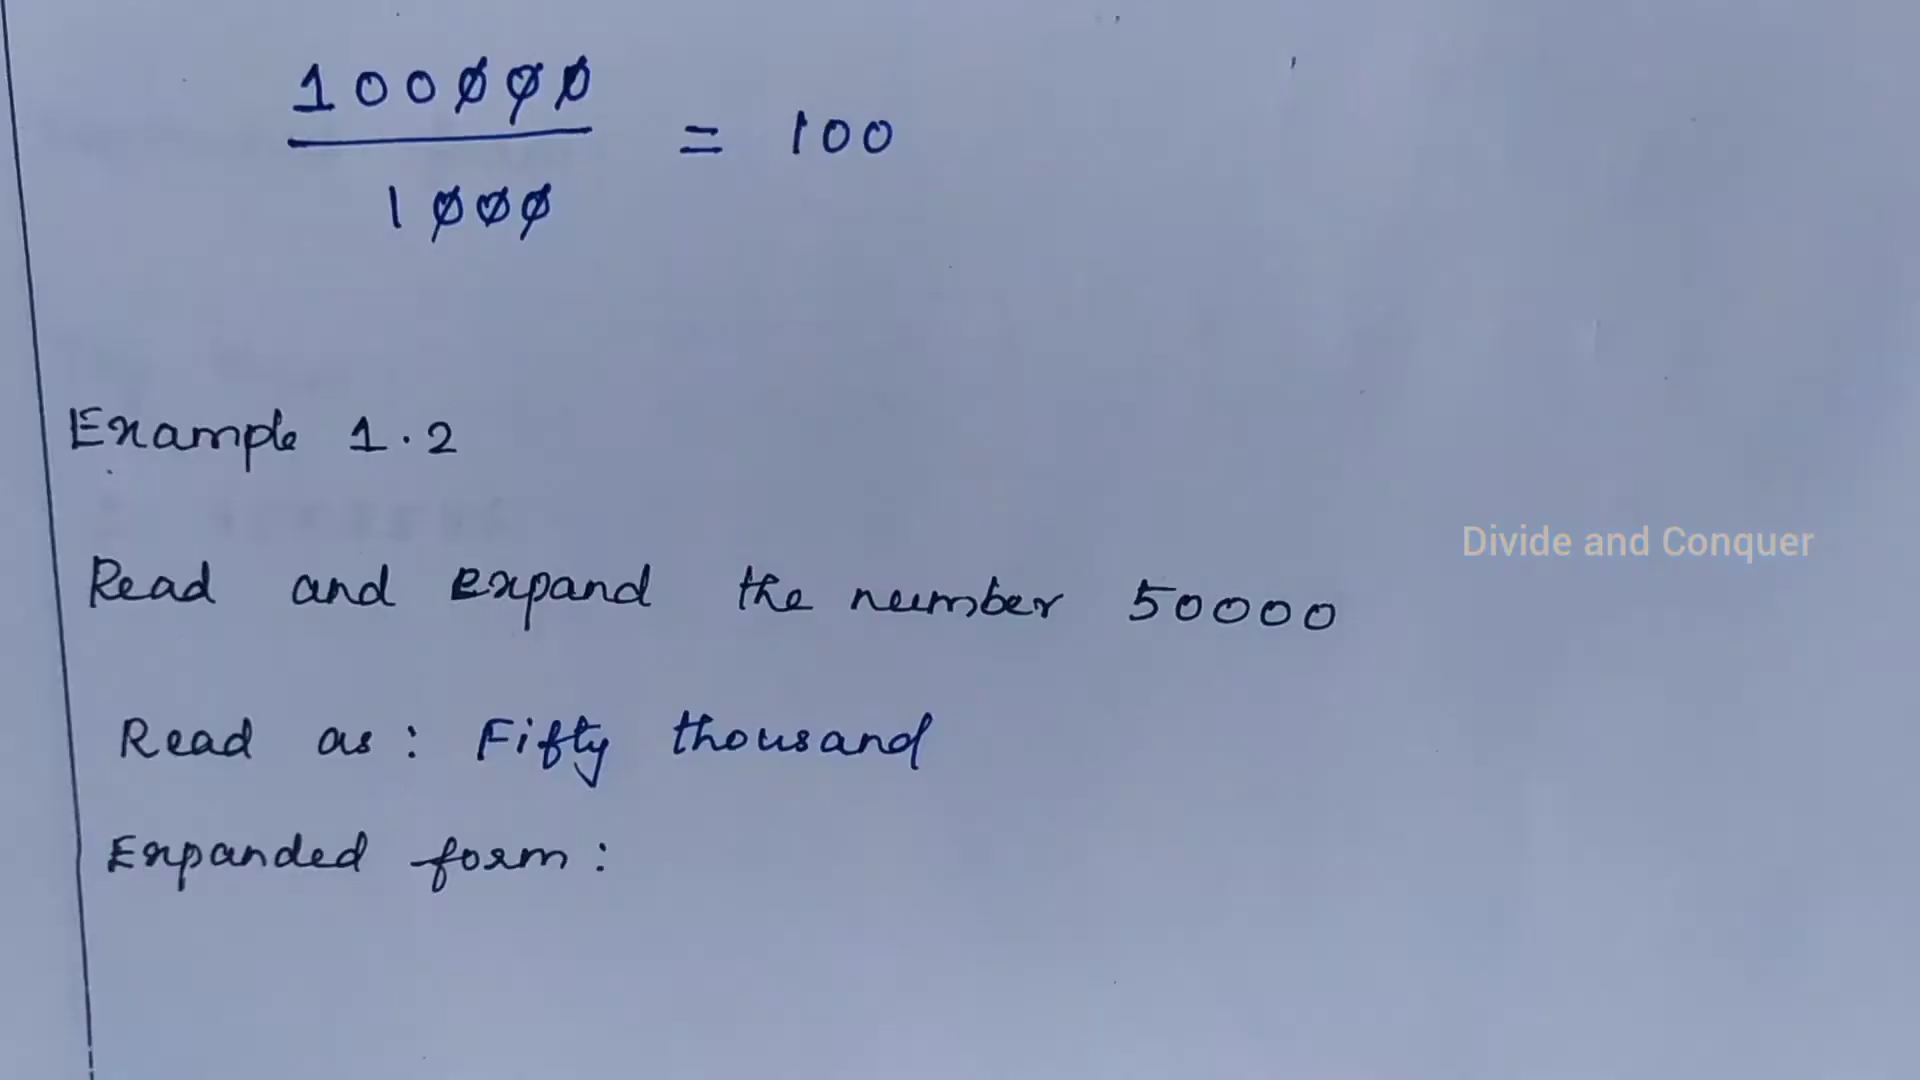 100000
= 100
1000
Example 1.2
Divide and Conquer
Read and expand the number 50000
Read as: Fifty thousand
Expanded form: